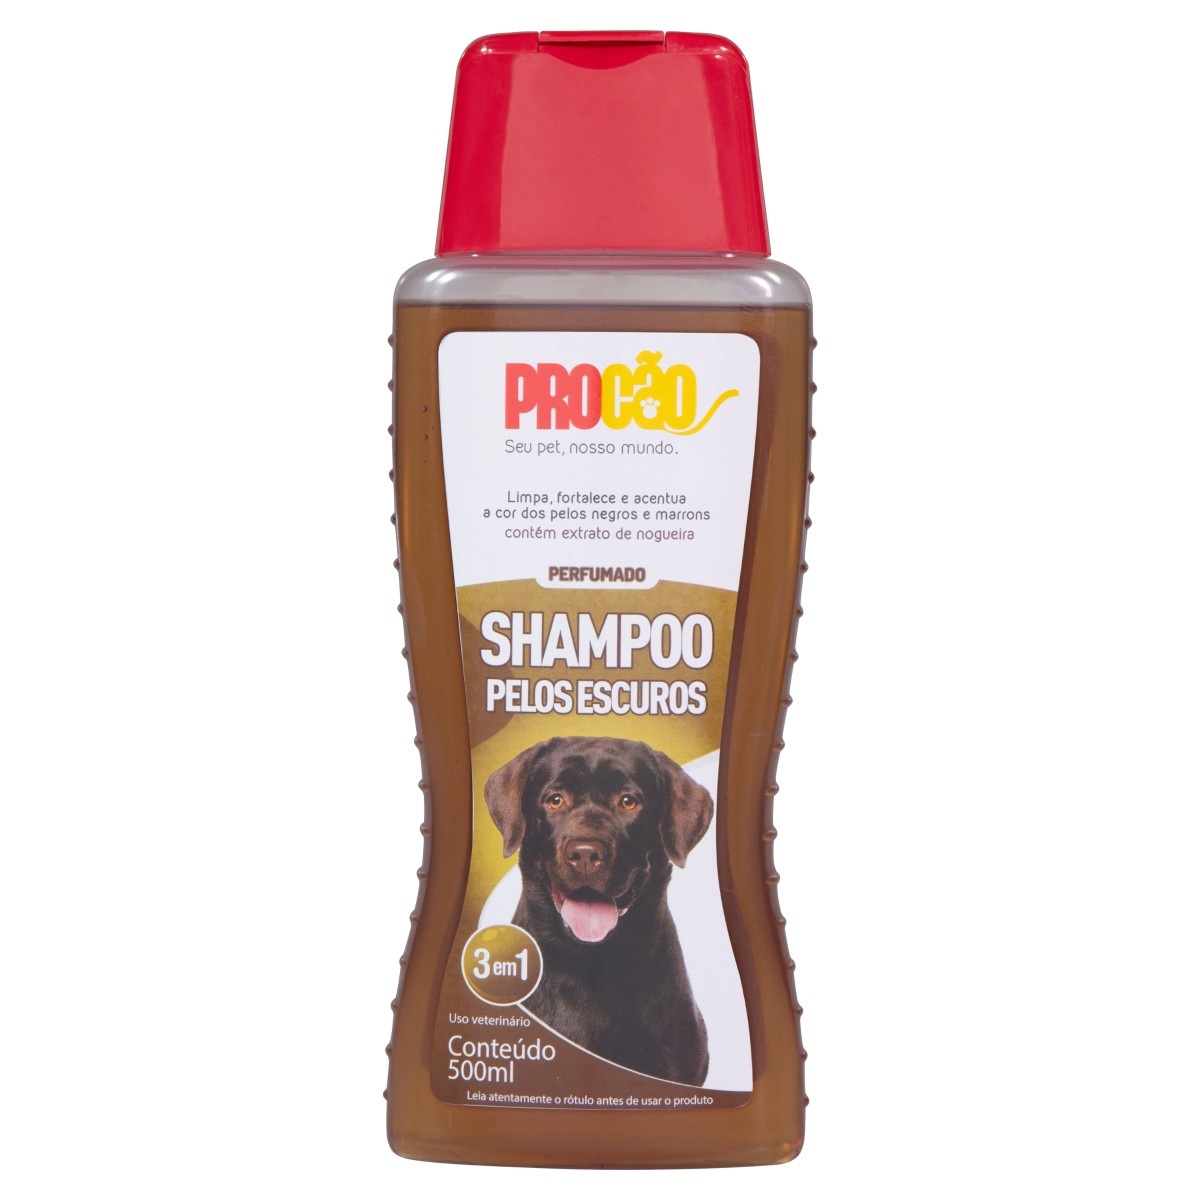 PROCÃO
Seu pet, nosso mundo.
Limpa, fortalece e acentua
a cor dos pelos negros e marrons
contém extrato de nogueira
PERFUMADO
SHAMPOO
PELOS ESCUROS
3 em 1
Uso veterinário
Conteúdo
500ml
Leia atentamente o rótulo antes de usar o produto